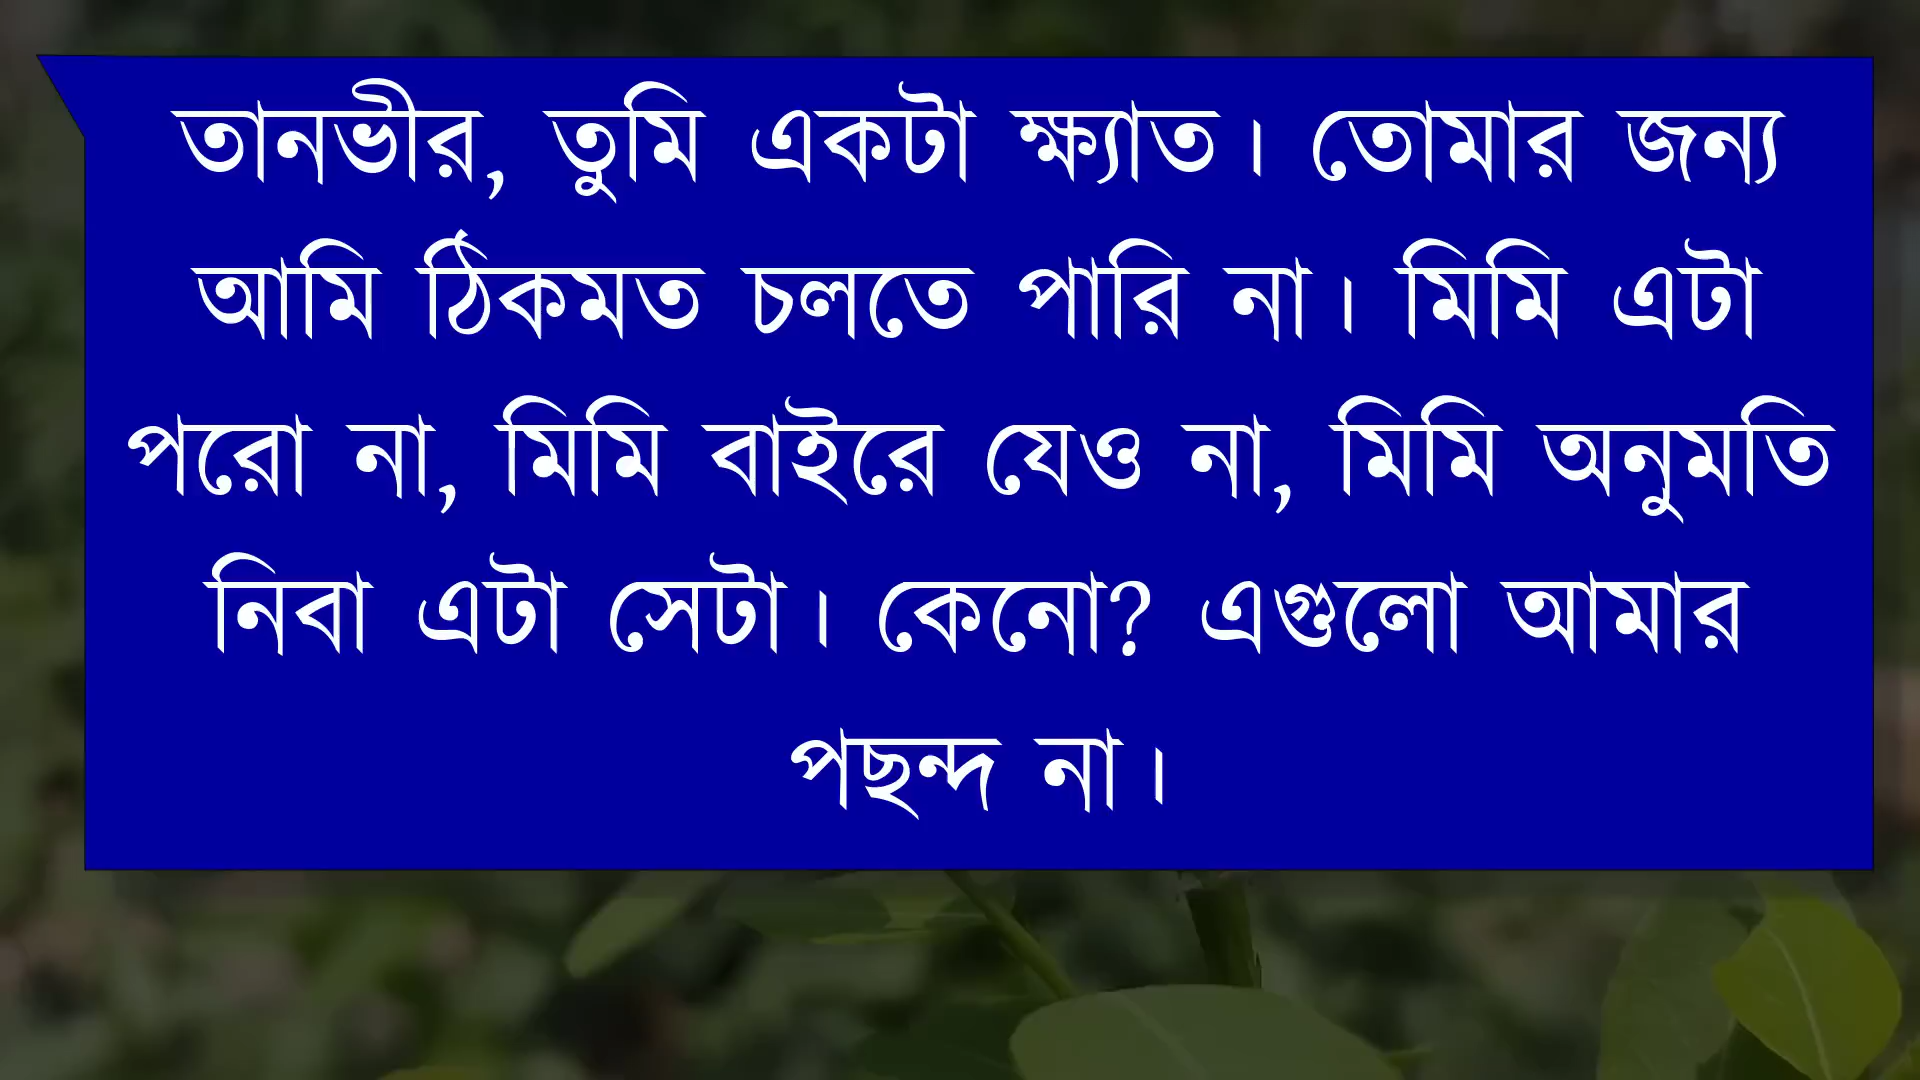 তানভীর, তুমি একটা ক্ষ্যাত। তোমার জন্য
আমি ঠিকমত চলতে পারি না। মিমি এটা
পরো না, মিমি বাইরে যেও না, মিমি অনুমতি
নিবা এটা সেটা। কেনো? এগুলো আমার
পছন্দ না।